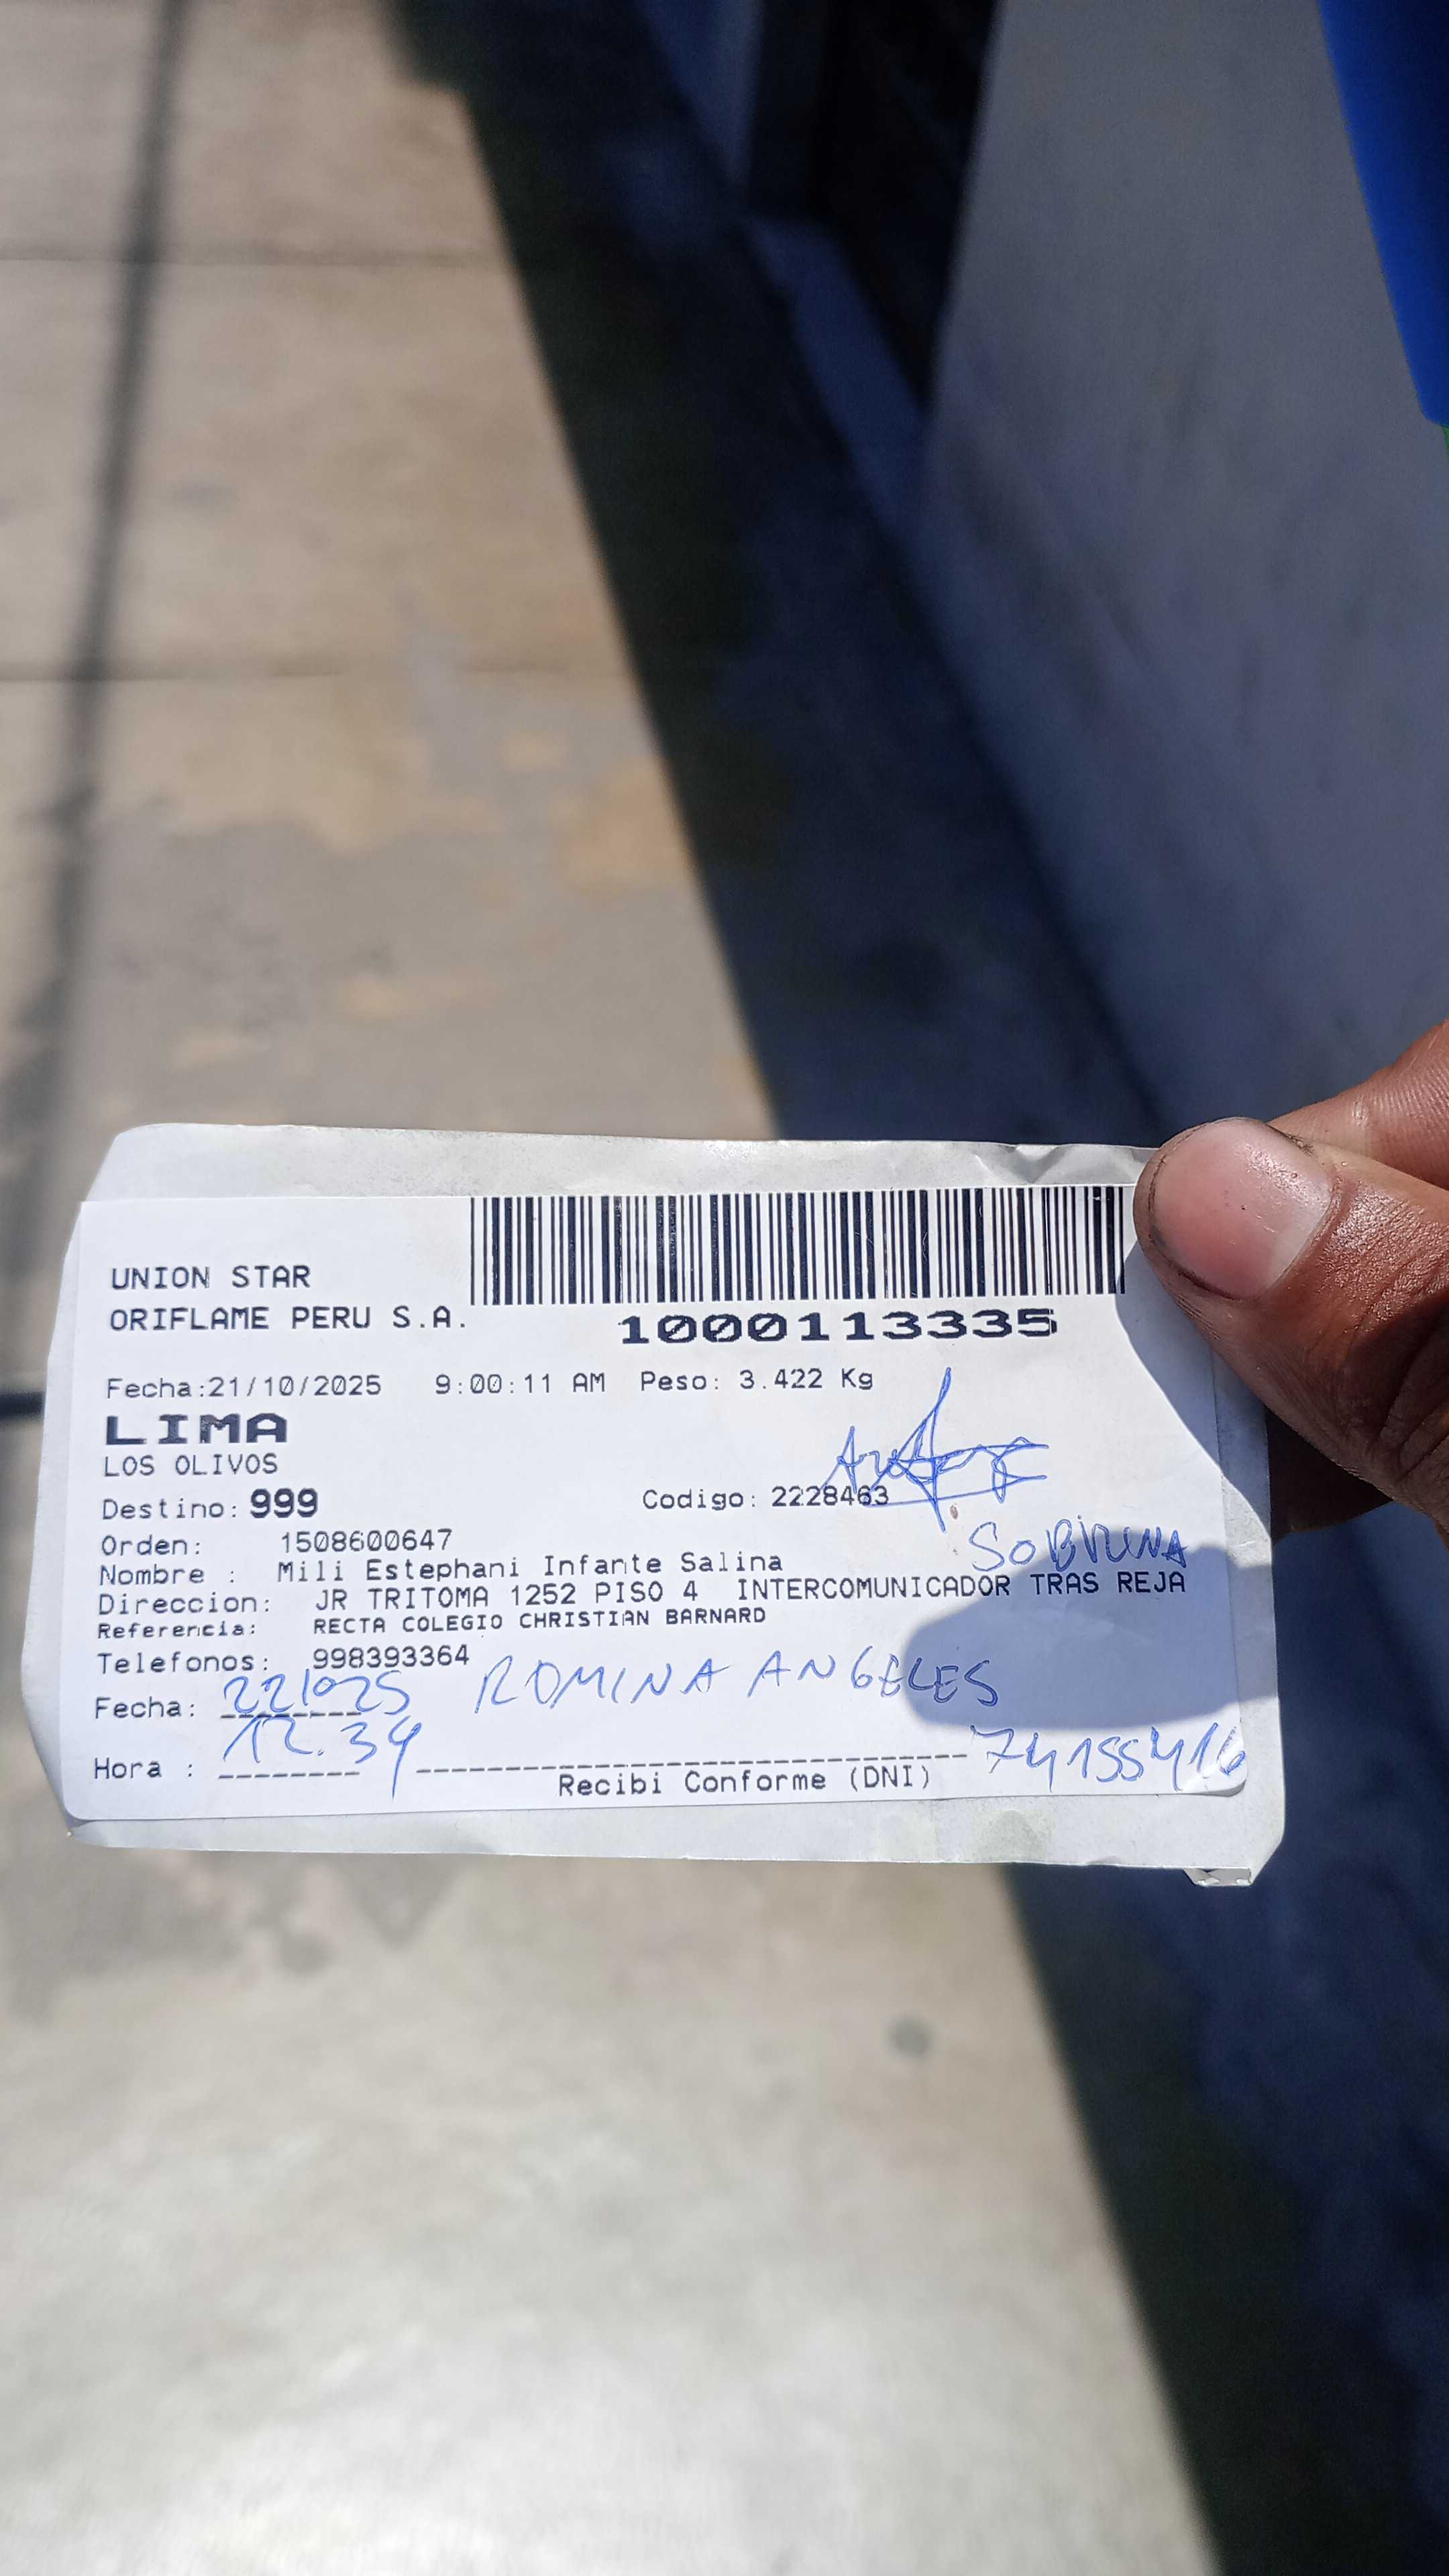 UNION STAR
ORIFLAME PERU S.A.
1000113335
Fecha:21/10/2025 9:00:11 AM Peso: 3.422 Kg
LIMA
LOS OLIVOS
Destino: 999 Codigo: 2228463
Orden: 1508600647
SOBRINA
Nombre : Mili Estephani Infante Salina
Direccion: JR TRITOMA 1252 PISO 4 INTERCOMUNICADOR TRAS REJA
Referencia: RECTA COLEGIO CHRISTIAN BARNARD
Telefonos: 998393364
Fecha: 221025 ROMINA ANGELES
Hora : 12.34 74155416
Recibi Conforme (DNI)